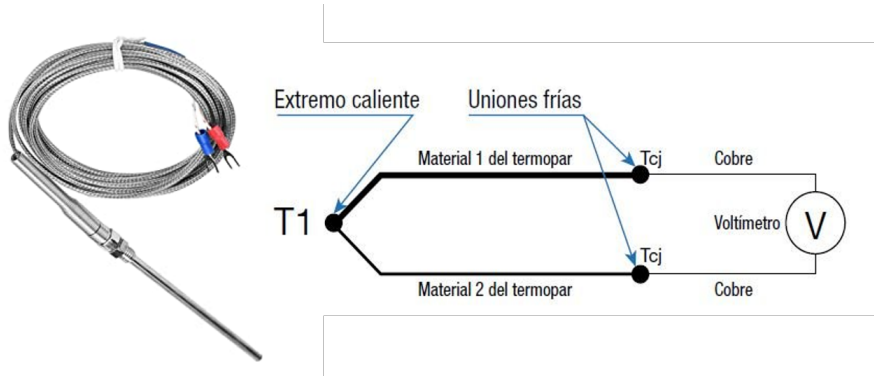 Extremo caliente
Uniones frías
Material 1 del termopar
Tcj
Cobre
T1
Voltímetro
V
Tcj
Material 2 del termopar
Cobre